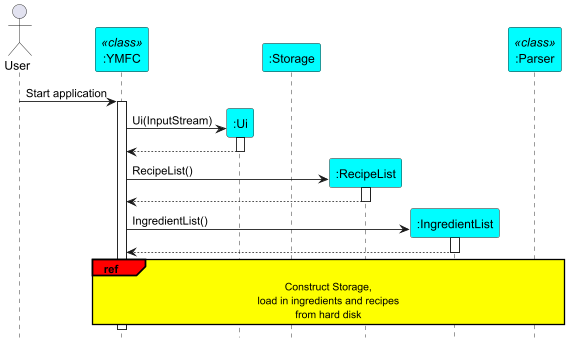 «class»
:YMFC
:Storage
«class»
:Parser
User
Start application
Ui(InputStream)
:Ui
RecipeList()
:RecipeList
IngredientList()
:IngredientList
ref
Construct Storage,
load in ingredients and recipes
from hard disk